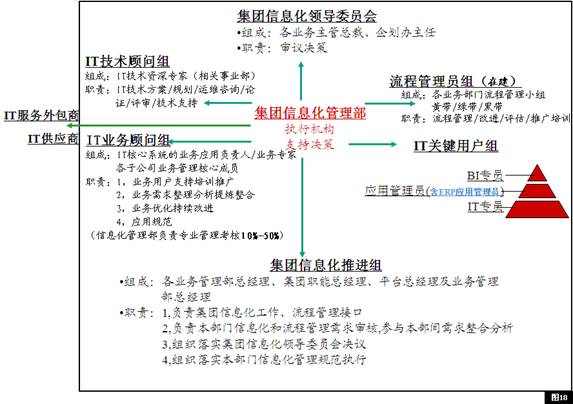 集团信息化领导委员会
·组成：各业务主管总裁、企划办主任
·职责：审议决策
IT技术顾问组
组成：IT技术资深专家（相关事业部）
职责：IT技术方案/规划/运维咨询/论
证/评审/技术支持
流程管理员组（在建）
组成：各业务部门流程管理小组
黄带/绿带/黑带
职责：流程管理/改进/评估/推广培训
IT服务外包商
IT供应商
集团信息化管理部
执行机构
支持决策
IT业务顾问组
组成：IT核心系统的业务应用负责人/业务专家
各子公司业务管理核心成员
职责：1，业务用户支持培训推广
2，业务需求整理分析提炼整合
3，业务优化持续改进
4，应用规范
（信息化管理部负责专业管理考核10%-50%）
IT关键用户组
BI专员
应用管理员(含ERP应用管理员)
IT专员
集团信息化推进组
·组成：各业务管理部总经理、集团职能总经理、平台总经理及业务管理
部总经理
·职责：1,负责集团信息化工作、流程管理接口
2,负责本部门信息化和流程管理需求审核,参与本部间需求整合分析
3,组织落实集团信息化领导委员会决议
4,组织落实本部门信息化管理规范执行
图18